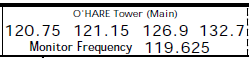 O'HARE Tower (Main)
120.75 121.15 126.9 132.7
Monitor Frequency 119.625